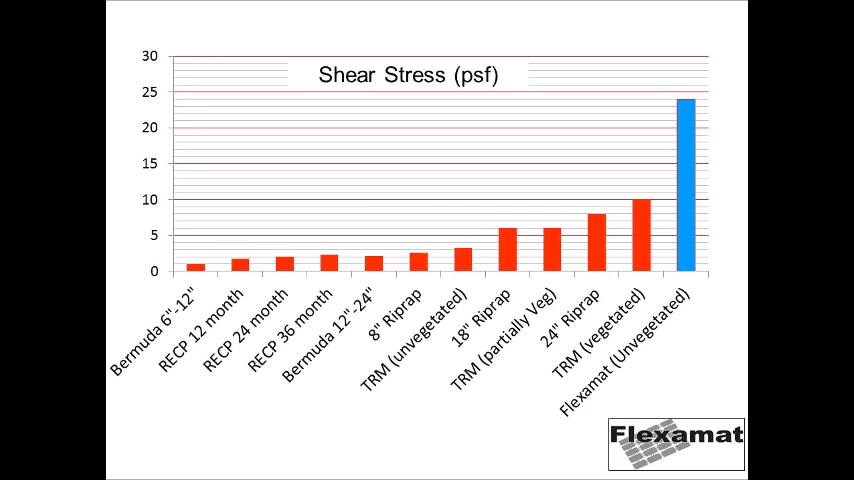 Shear Stress (psf)
30
25
20
15
10
5
0
Bermuda 6"-12"
RECP 12 month
RECP 24 month
RECP 36 month
Bermuda 12"-24"
8" Riprap
TRM (unvegetated)
18" Riprap
TRM (partially Veg)
24" Riprap
TRM (vegetated)
Flexamat (Unvegetated)
Flexamat